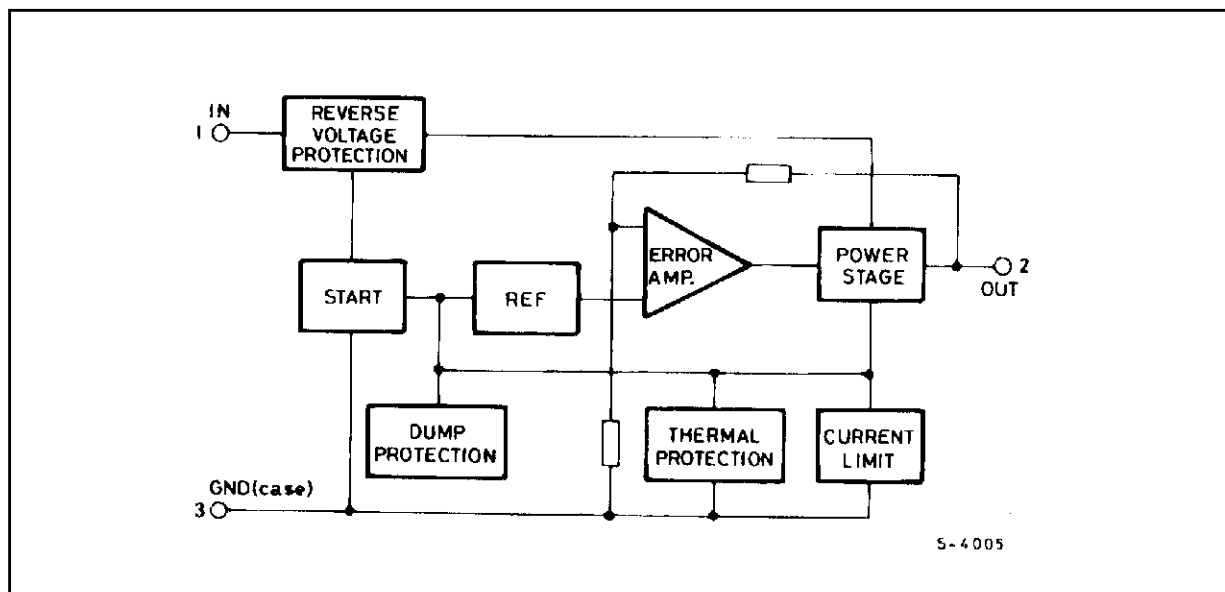 IN
1
REVERSE
VOLTAGE
PROTECTION
START
REF
ERROR
AMP.
POWER
STAGE
2
OUT
DUMP
PROTECTION
THERMAL
PROTECTION
CURRENT
LIMIT
GND(case)
3
S-4005